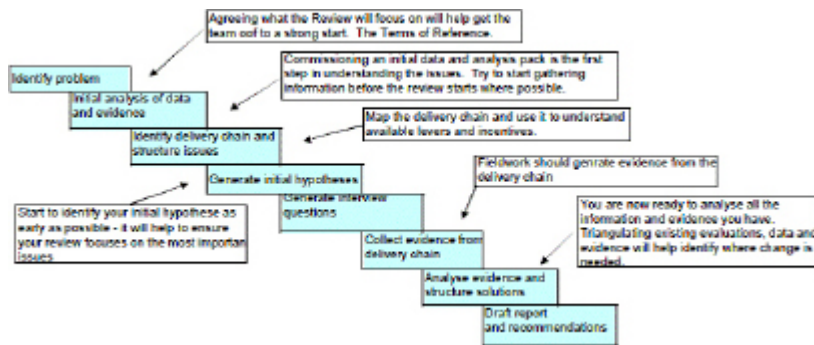 Agreeing what the Review will focus on will help get the
team oof to a strong start. The Terms of Reference.
Commissioning an initial data and analysis pack is the first
step in understanding the issues. Try to start gathering
information before the review starts where possible.
Identify problem
Initial analysis of data
and evidence
Map the delivery chain and use it to understand
available levers and incentives.
Identify delivery chain and
structure issues
Fieldwork should genrate evidence from the
delivery chain
Generate initial hypotheses
Generate interview
questions
Start to identify your initial hypothese as
early as possible - it will help to ensure
your review focuses on the most important
issues
You are now ready to analyse all the
information and evidence you have.
Triangulating existing evaluations, data and
evidence will help identify where change is
needed.
Collect evidence from
delivery chain
Analyse evidence and
structure solutions
Draft report
and recommendations